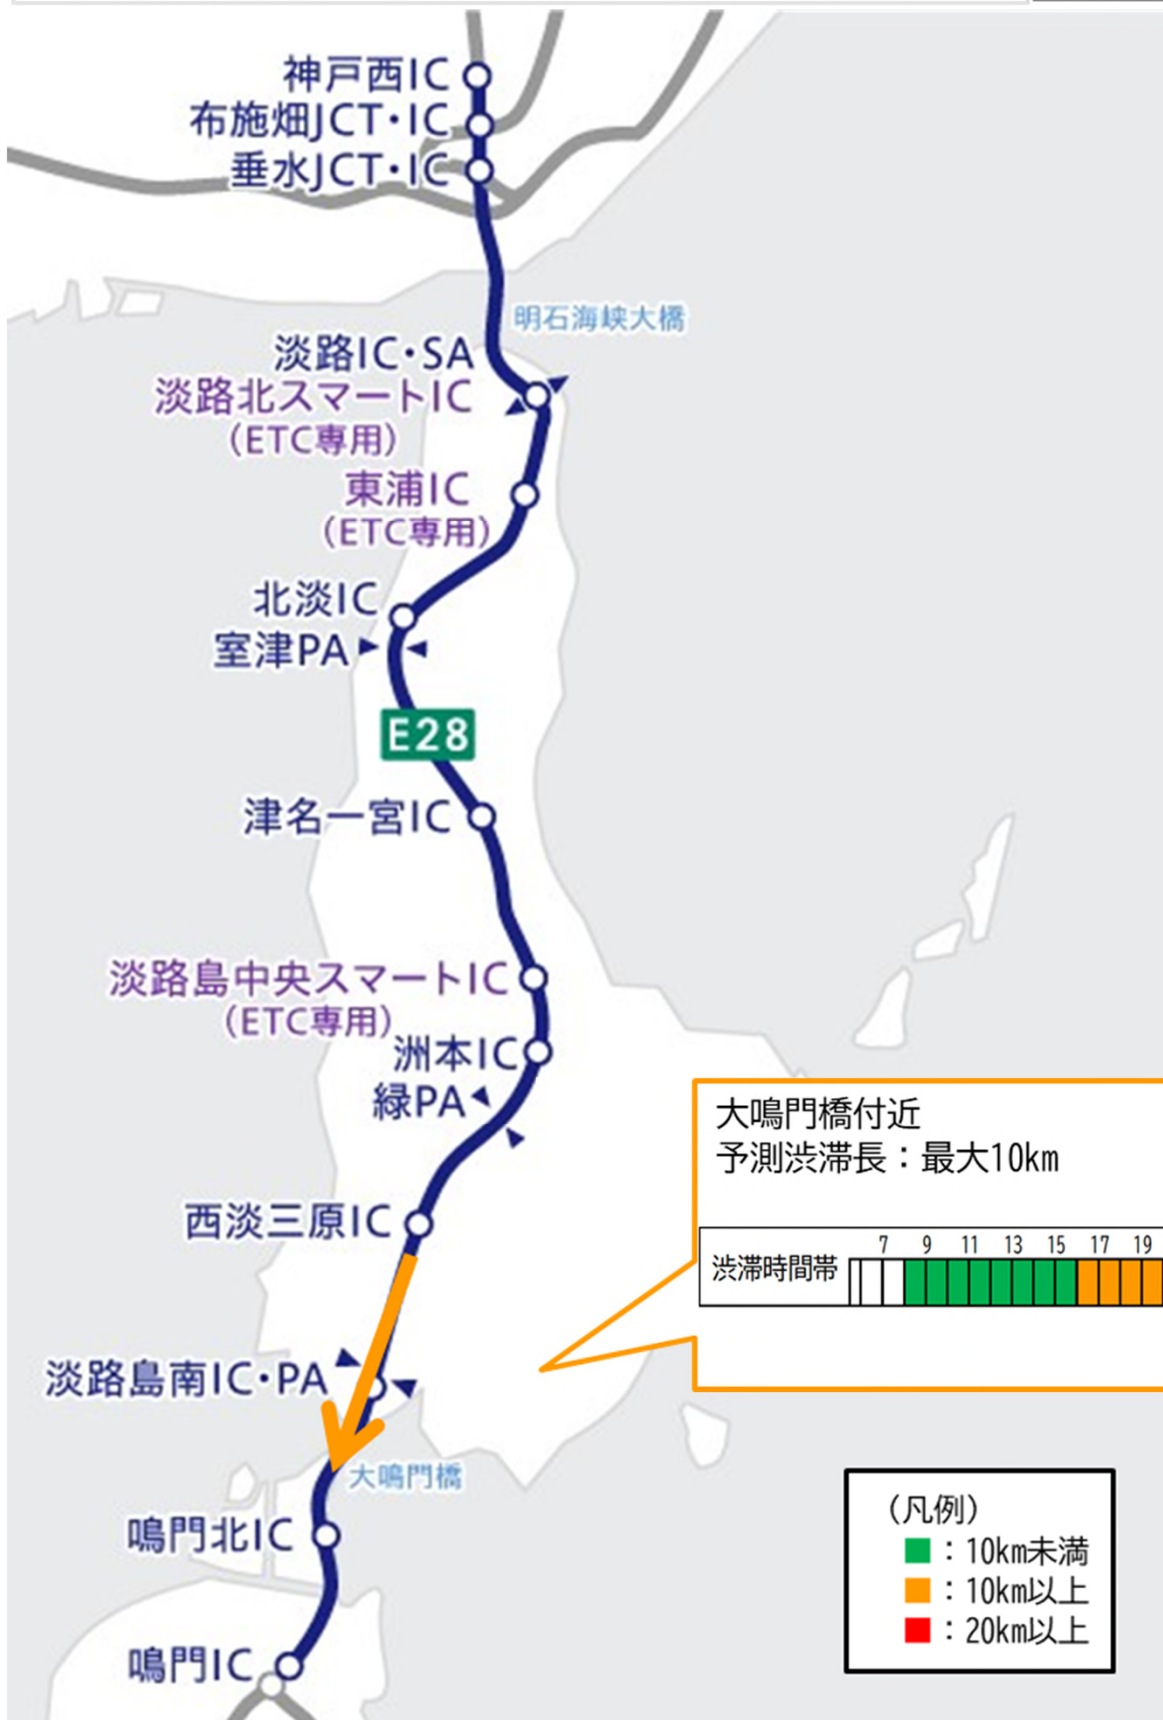 神戸西IC
布施畑JCT・IC
垂水JCT・IC
明石海峡大橋
淡路IC・SA
淡路北スマートIC
（ETC専用）
東浦IC
（ETC専用）
北淡IC
室津PA
E28
津名一宮IC
淡路島中央スマートIC
（ETC専用）
洲本IC
緑PA
大鳴門橋付近
予測渋滞長：最大10km
西淡三原IC
7 9 11 13 15 17 19
渋滞時間帯
淡路島南IC・PA
大鳴門橋
鳴門北IC
鳴門IC
（凡例）
：10km未満
：10km以上
：20km以上